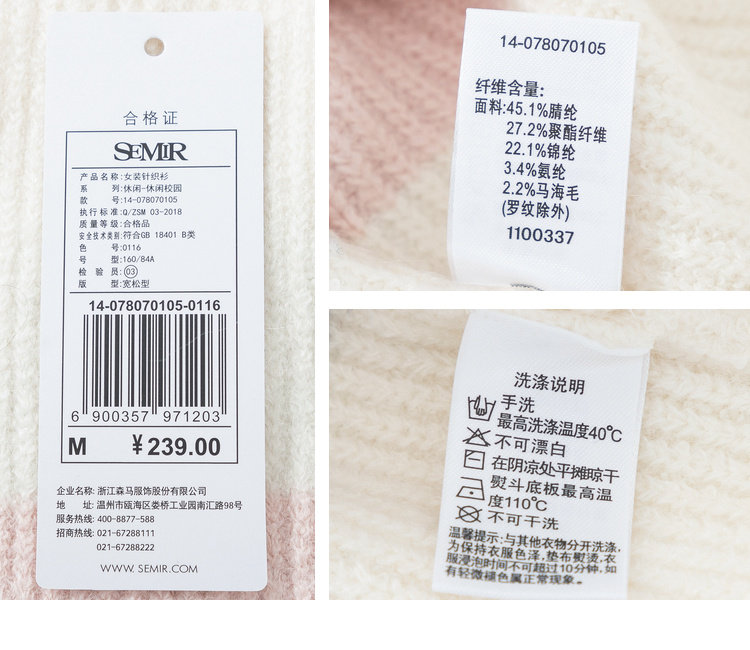 合格证
SEMIR
产品名称:女装针织衫
系 列:休闲-休闲校园
款 号:14-078070105
执行标准:Q/ZSM 03-2018
质量等级:合格品
安全技术类别:符合GB 18401 B类
色 号:0116
号 型:160/84A
检 验 员:03
版 型:宽松型
14-078070105-0116
6 900357 971203
M ¥239.00
企业名称: 浙江森马服饰股份有限公司
地 址: 温州市瓯海区娄桥工业园南汇路98号
服务热线: 400-8877-588
招商热线: 021-67288111
021-67288222
WWW.SEMIR.COM
14-078070105
纤维含量:
面料:45.1%腈纶
27.2%聚酯纤维
22.1%锦纶
3.4%氨纶
2.2%马海毛
(罗纹除外)
1100337
洗涤说明
手洗
最高洗涤温度40℃
不可漂白
在阴凉处平摊晾干
熨斗底板最高温
度110℃
不可干洗
温馨提示:与其他衣物分开洗涤,
为保持衣服色泽,垫布熨烫,衣
服浸泡时间不可超过10分钟,如
有轻微褪色属正常现象。